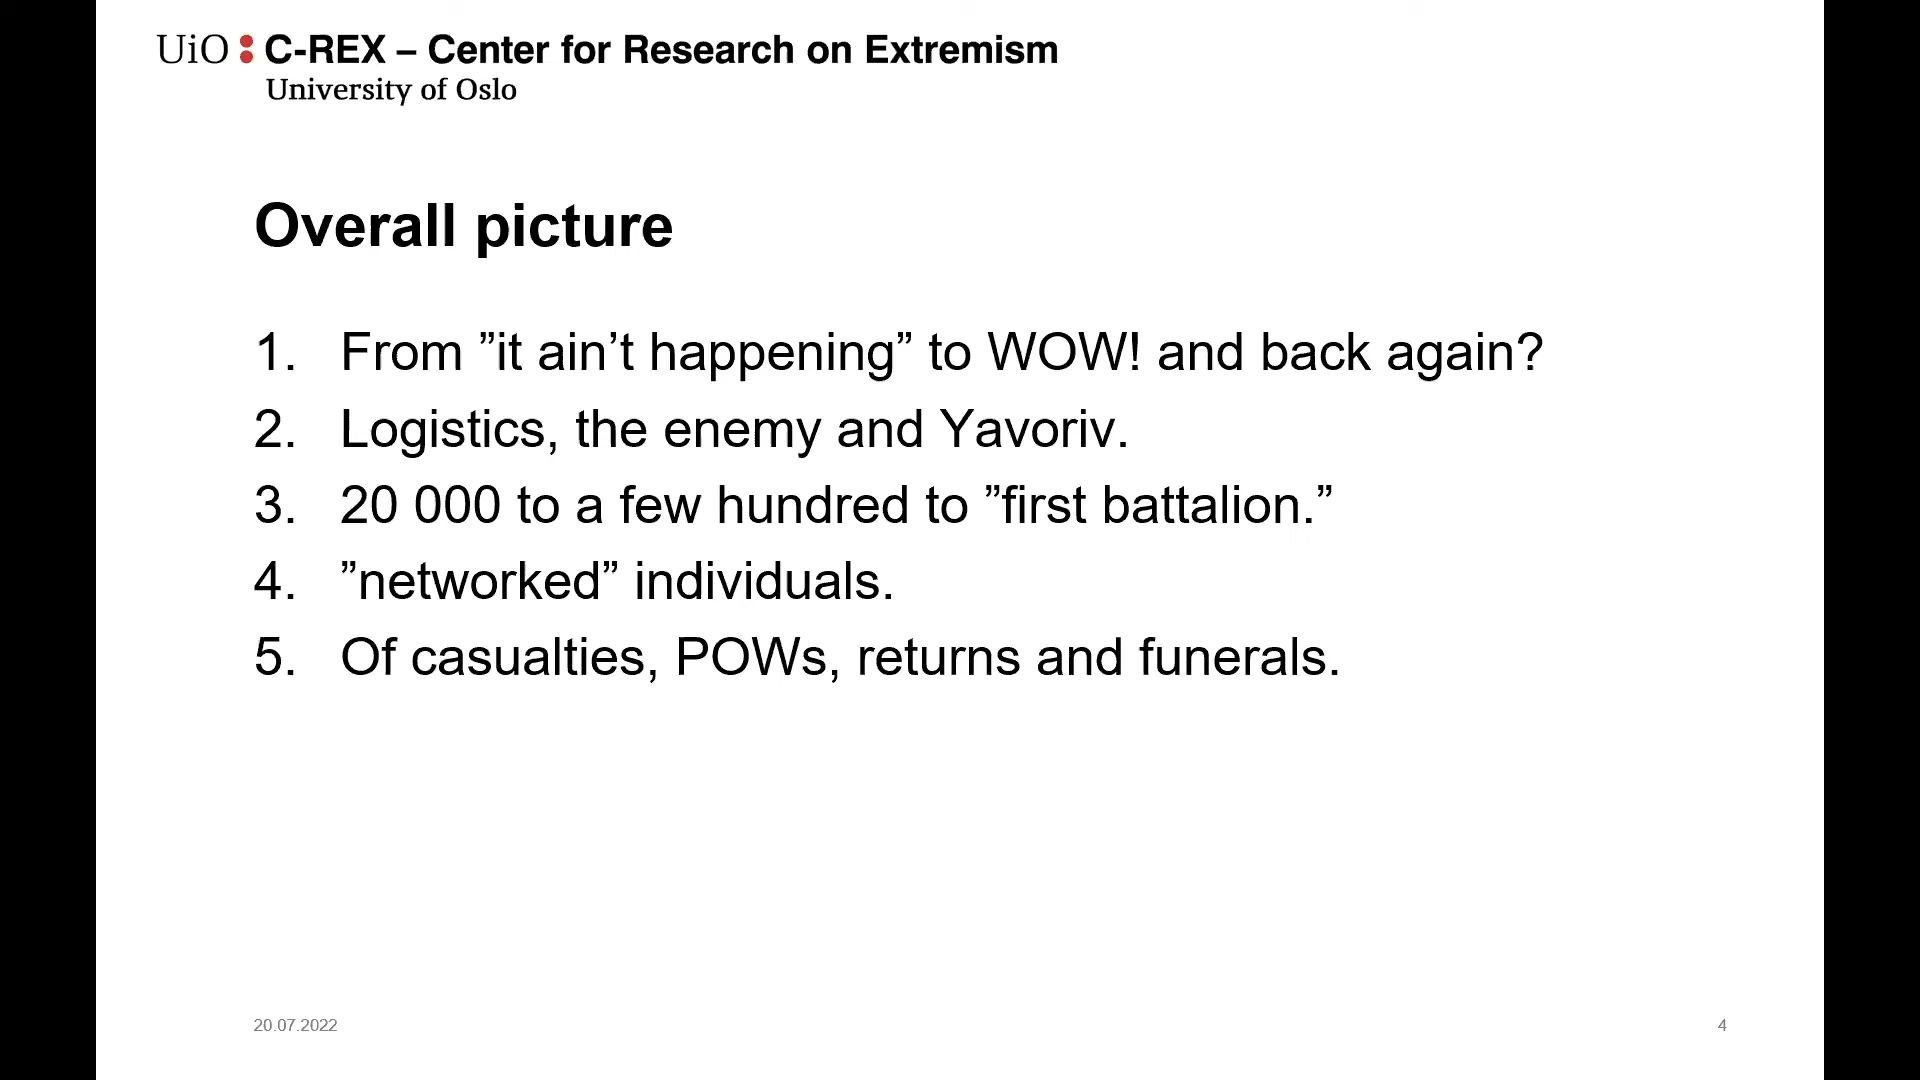 UiO : C-REX – Center for Research on Extremism
University of Oslo
Overall picture
1. From ”it ain’t happening” to WOW! and back again?
2. Logistics, the enemy and Yavoriv.
3. 20 000 to a few hundred to ”first battalion.”
4. ”networked” individuals.
5. Of casualties, POWs, returns and funerals.
20.07.2022
4